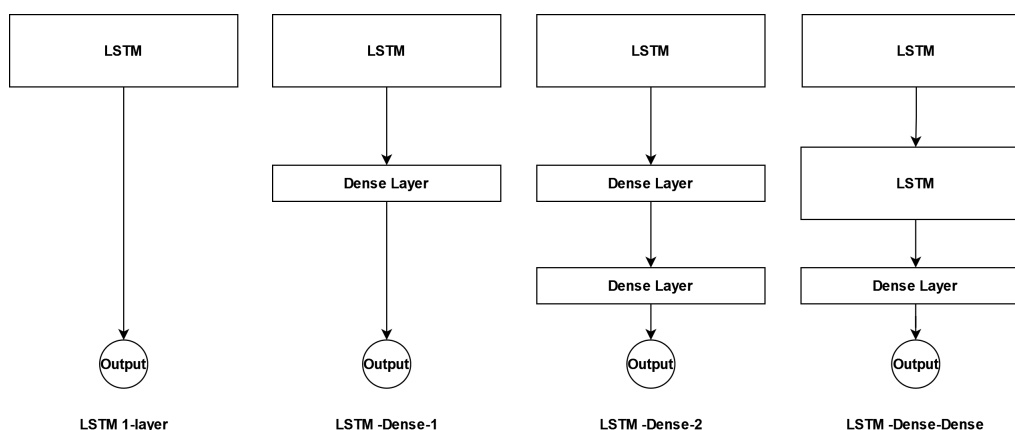 LSTM
LSTM
LSTM
LSTM
Dense Layer
Dense Layer
LSTM
Dense Layer
Dense Layer
Output
Output
Output
Output
LSTM 1-layer
LSTM -Dense-1
LSTM -Dense-2
LSTM -Dense-Dense